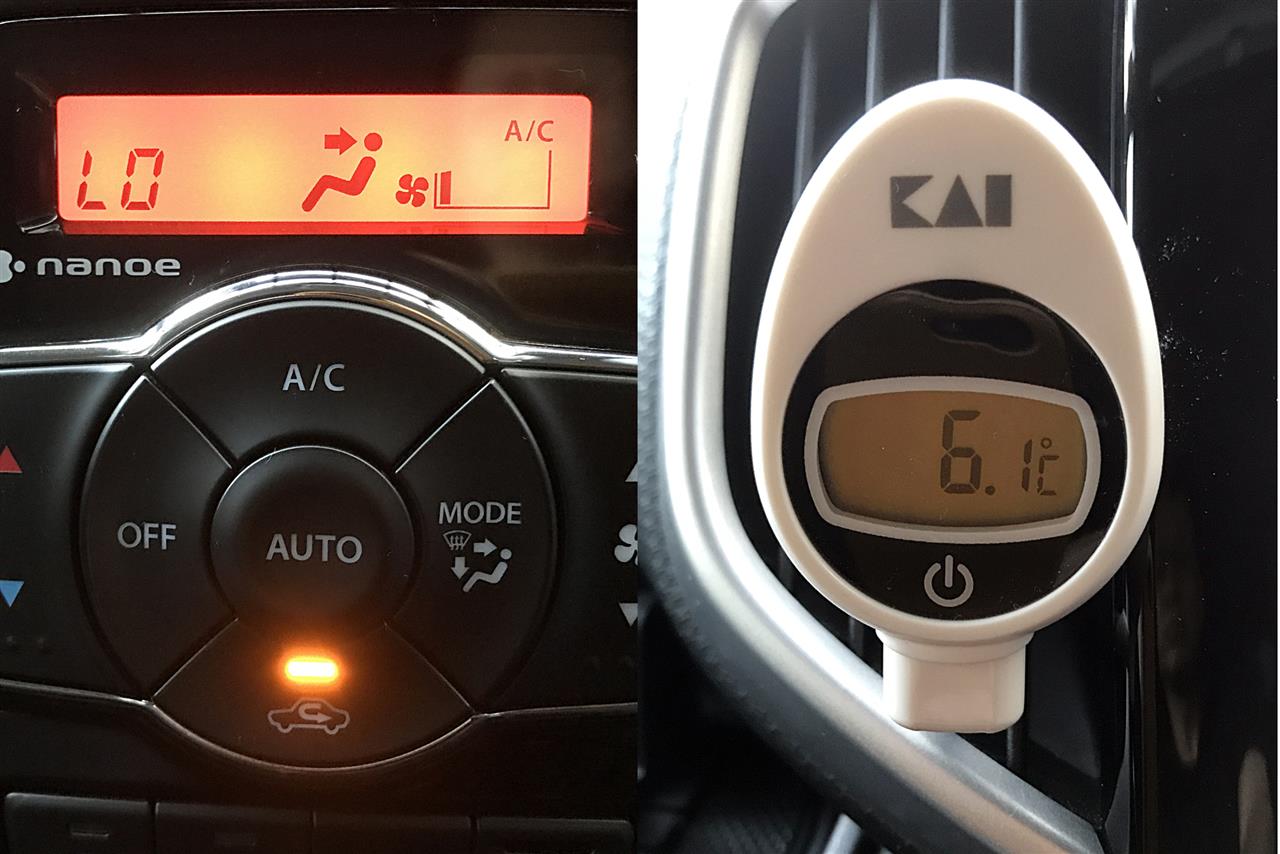 A/C
LO
nanoe
A/C
OFF
AUTO
MODE
KAI
6.1℃